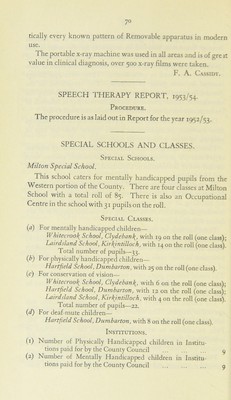 70
tically every known pattern of Removable apparatus in modern
use.
The portable x-ray machine was used in all areas and is of great
value in clinical diagnosis, over 500 x-ray films were taken.
F. A. Cassidy.
SPEECH THERAPY REPORT, 1953/54.
Procedure.
The procedure is as laid out in Report for the year 1952/53.
SPECIAL SCHOOLS AND CLASSES.
Special Schools.
Milton Special School.
This school caters for mentally handicapped pupils from the
Western portion of the County. There are four classes at Milton
School with a total roll of 85. There is also an Occupational
Centre in the school with 31 pupils on the roll.
Special Classes.
(a) For mentally handicapped children—
Whitecrook School, Clydebank, with 19 on the roll (one class);
Lairdsland School, Kirkintilloch, with 14 on the roll (one class).
Total number of pupils—33.
(b) For physically handicapped children—
Hartfield School, Dumbarton, with 25 on the roll (one class).
(c) For conservation of vision—
Whitecrook School, Clydebank, with 6 on the roll (one class);
Hartfield School, Dumbarton, with 12 on the roll (one class);
Lairdsland School, Kirkintilloch, with 4 on the roll (one class).
Total number of pupils—22.
(d) For deaf mute children—
Hartfield School, Dumbarton, with 8 on the roll (one class).
Institutions.
(1) Number of Physically Handicapped children in Institu-
tions paid for by the County Council ... ... 9
(2) Number of Mentally Handicapped children in Institu-
tions paid for by the County Council ... ... 9